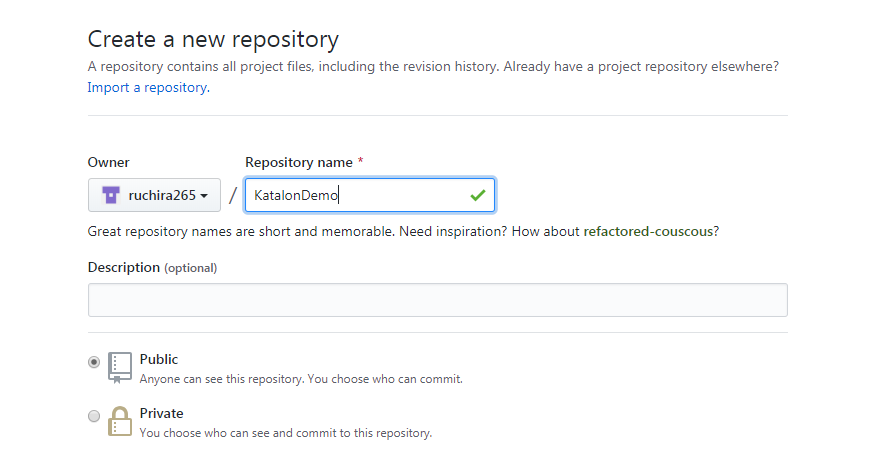 Create a new repository
A repository contains all project files, including the revision history. Already have a project repository elsewhere?
Import a repository.
Owner
Repository name *
ruchira265 / KatalonDemo
Great repository names are short and memorable. Need inspiration? How about refactored-couscous?
Description (optional)
Public
Anyone can see this repository. You choose who can commit.
Private
You choose who can see and commit to this repository.